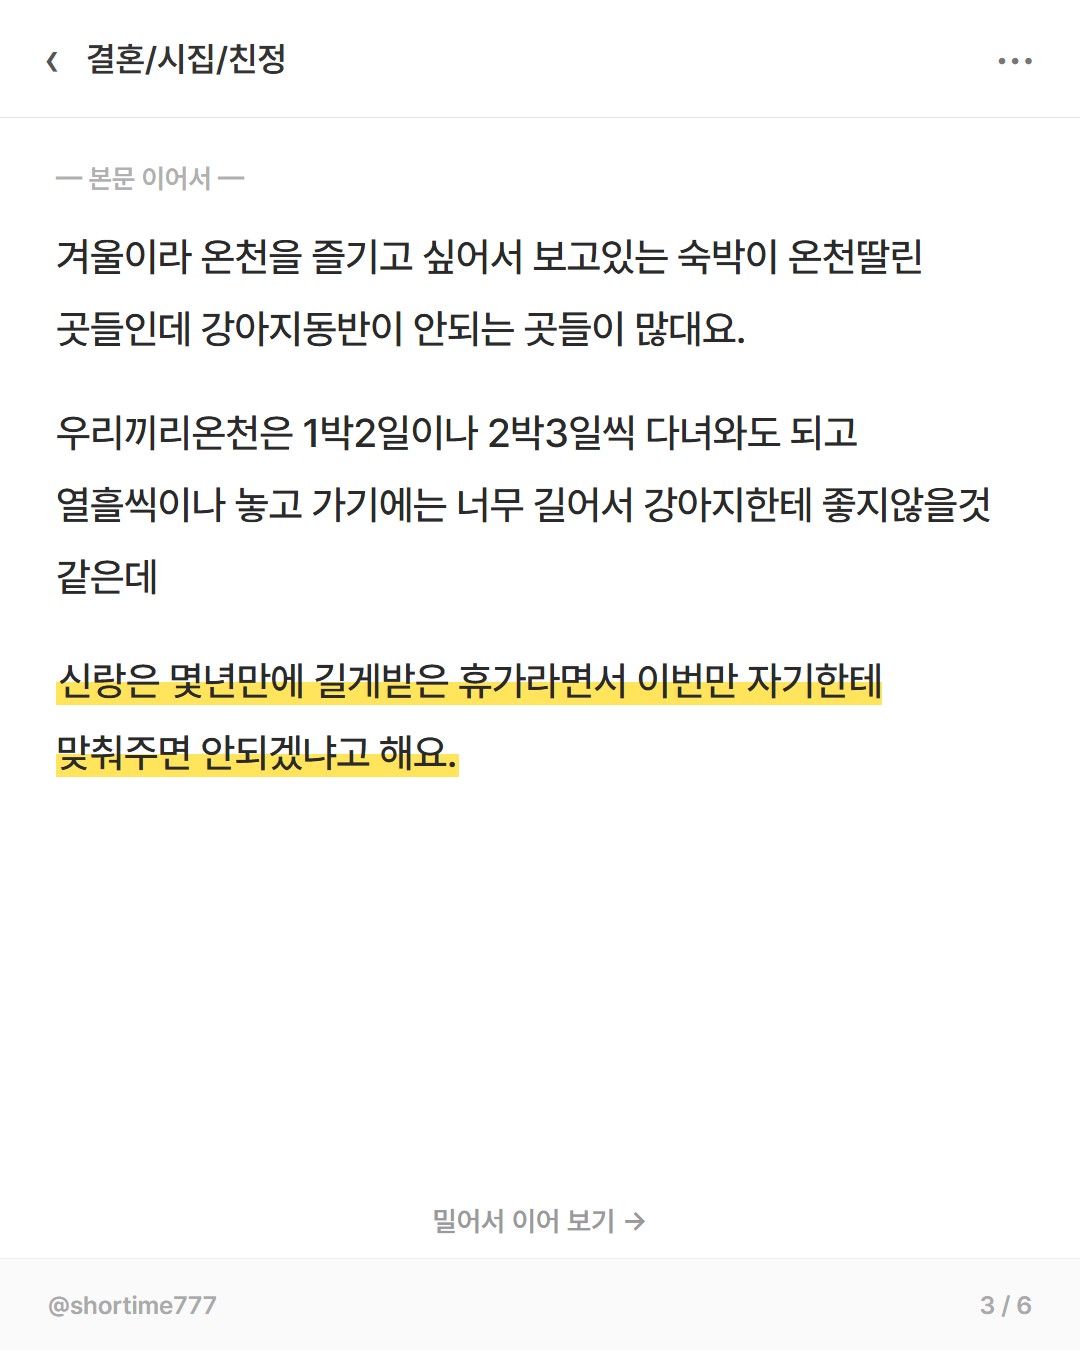 ‹ 결혼/시집/친정 ...
— 본문 이어서 —
겨울이라 온천을 즐기고 싶어서 보고있는 숙박이 온천딸린
곳들인데 강아지동반이 안되는 곳들이 많대요.
우리끼리온천은 1박2일이나 2박3일씩 다녀와도 되고
열흘씩이나 놓고 가기에는 너무 길어서 강아지한테 좋지않을것
같은데
신랑은 몇년만에 길게받은 휴가라면서 이번만 자기한테
맞춰주면 안되겠냐고 해요.
밀어서 이어 보기 →
@shortime777 3 / 6